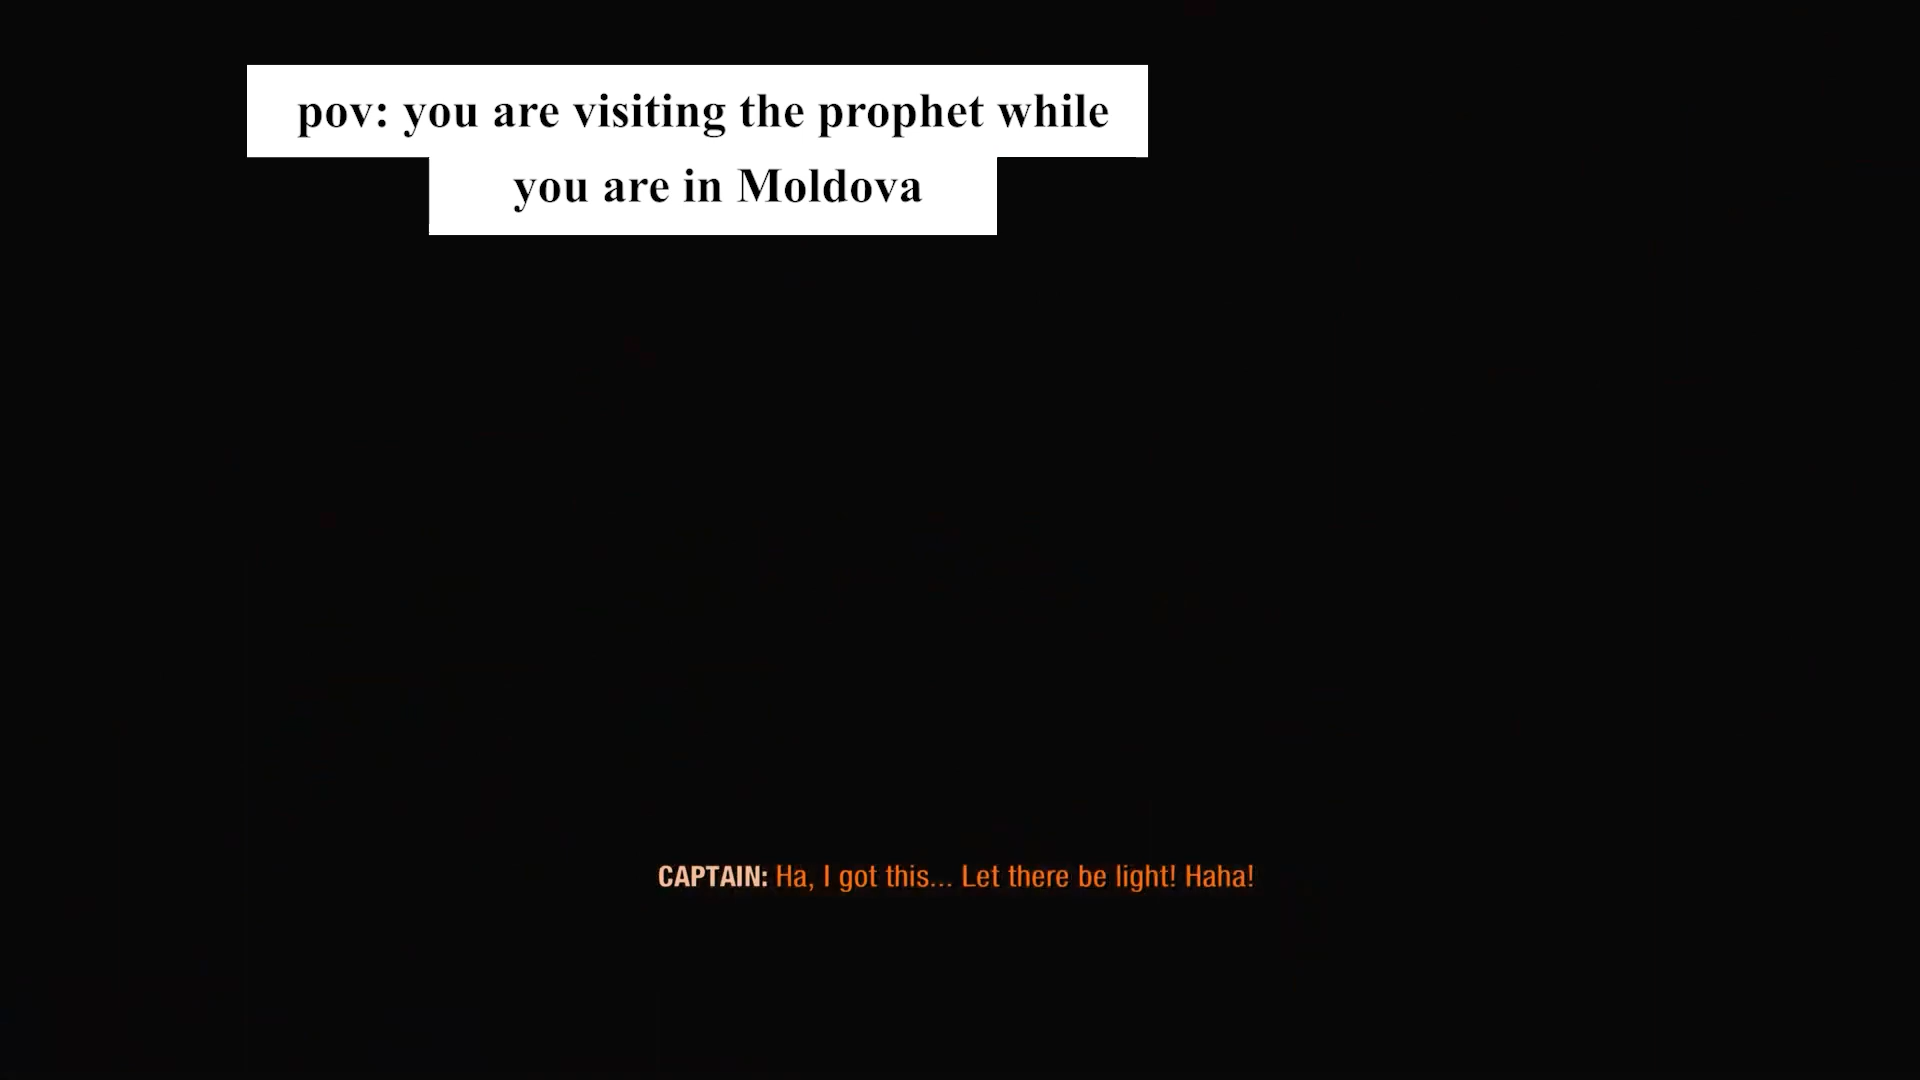 pov: you are visiting the prophet while
you are in Moldova
CAPTAIN: Ha, I got this... Let there be light! Haha!